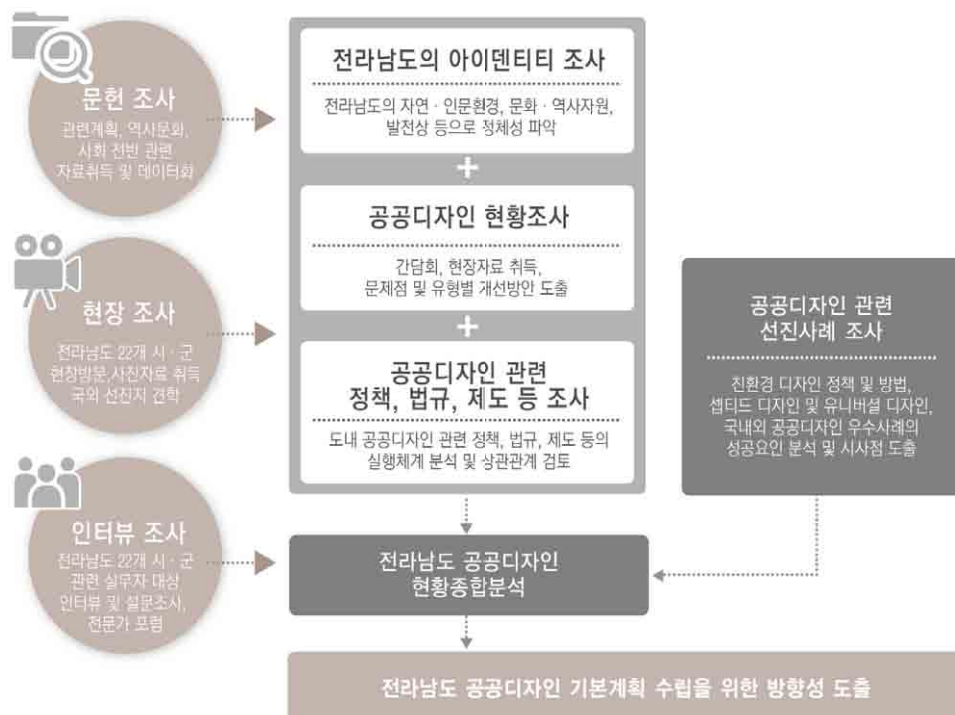 문헌 조사
관련계획, 역사문화,
사회 전반 관련
자료취득 및 데이터화
전라남도의 아이덴티티 조사
전라남도의 자연 · 인문환경, 문화 · 역사자원,
발전상 등으로 정체성 파악
+
공공디자인 현황조사
간담회, 현장자료 취득,
문제점 및 유형별 개선방안 도출
+
공공디자인 관련
정책, 법규, 제도 등 조사
도내 공공디자인 관련 정책, 법규, 제도 등의
실행체계 분석 및 상관관계 검토
현장 조사
전라남도 22개 시 · 군
현장방문,사진자료 취득
국외 선진지 견학
공공디자인 관련
선진사례 조사
친환경 디자인 정책 및 방법,
셉티드 디자인 및 유니버설 디자인,
국내외 공공디자인 우수사례의
성공요인 분석 및 시사점 도출
인터뷰 조사
전라남도 22개 시 · 군
관련 실무자 대상
인터뷰 및 설문조사,
전문가 포럼
전라남도 공공디자인
현황종합분석
전라남도 공공디자인 기본계획 수립을 위한 방향성 도출